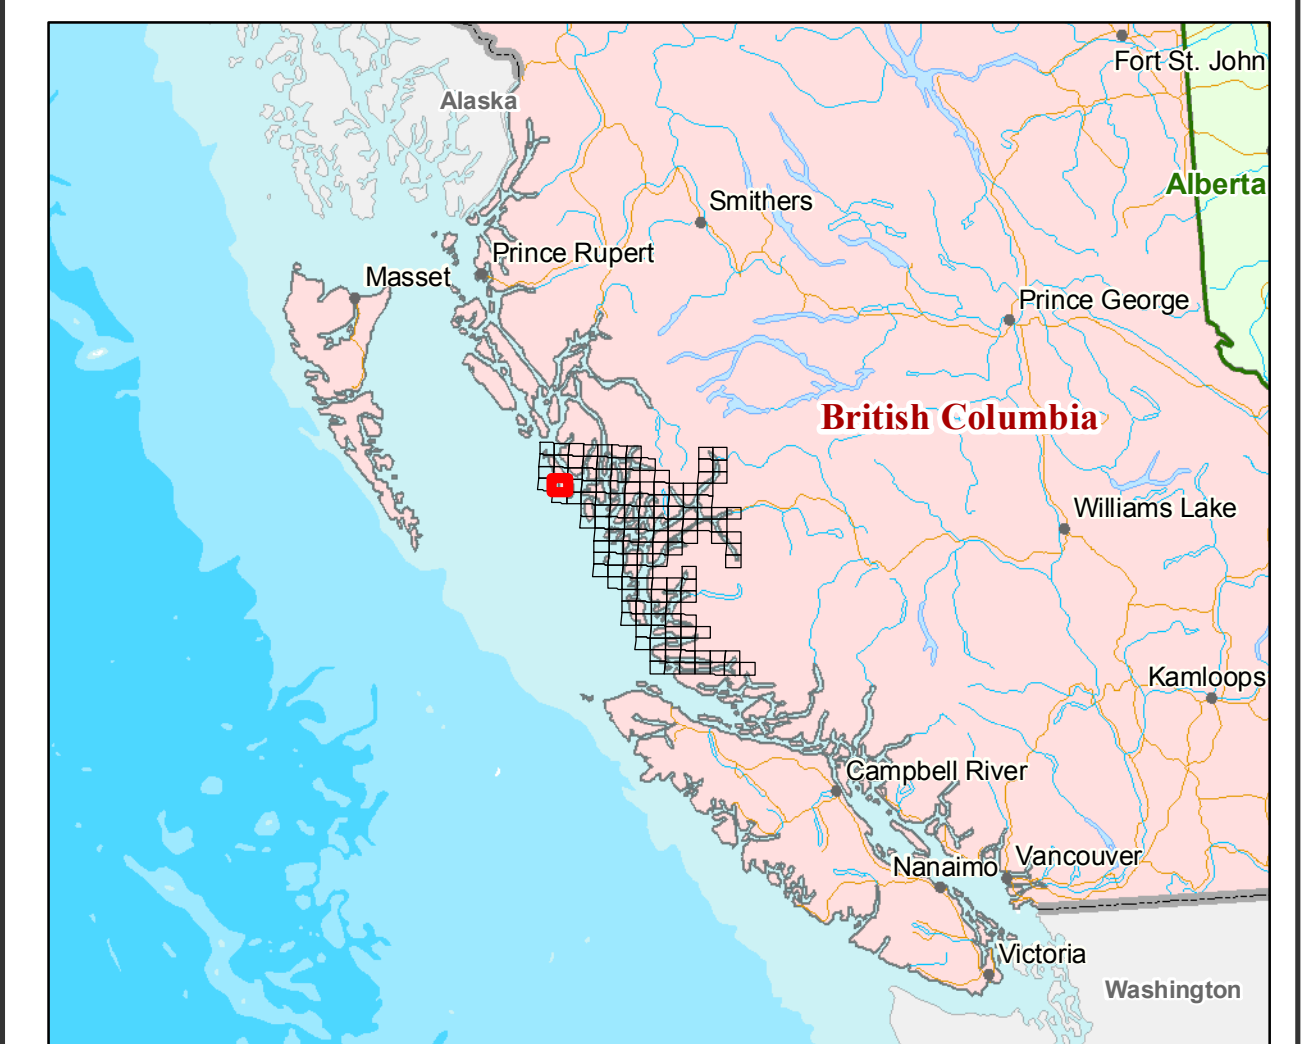 Fort St. John
Alaska
Alberta
Smithers
Prince Rupert
Masset
Prince George
British Columbia
Williams Lake
Kamloops
Campbell River
Vancouver
Nanaimo
Victoria
Washington